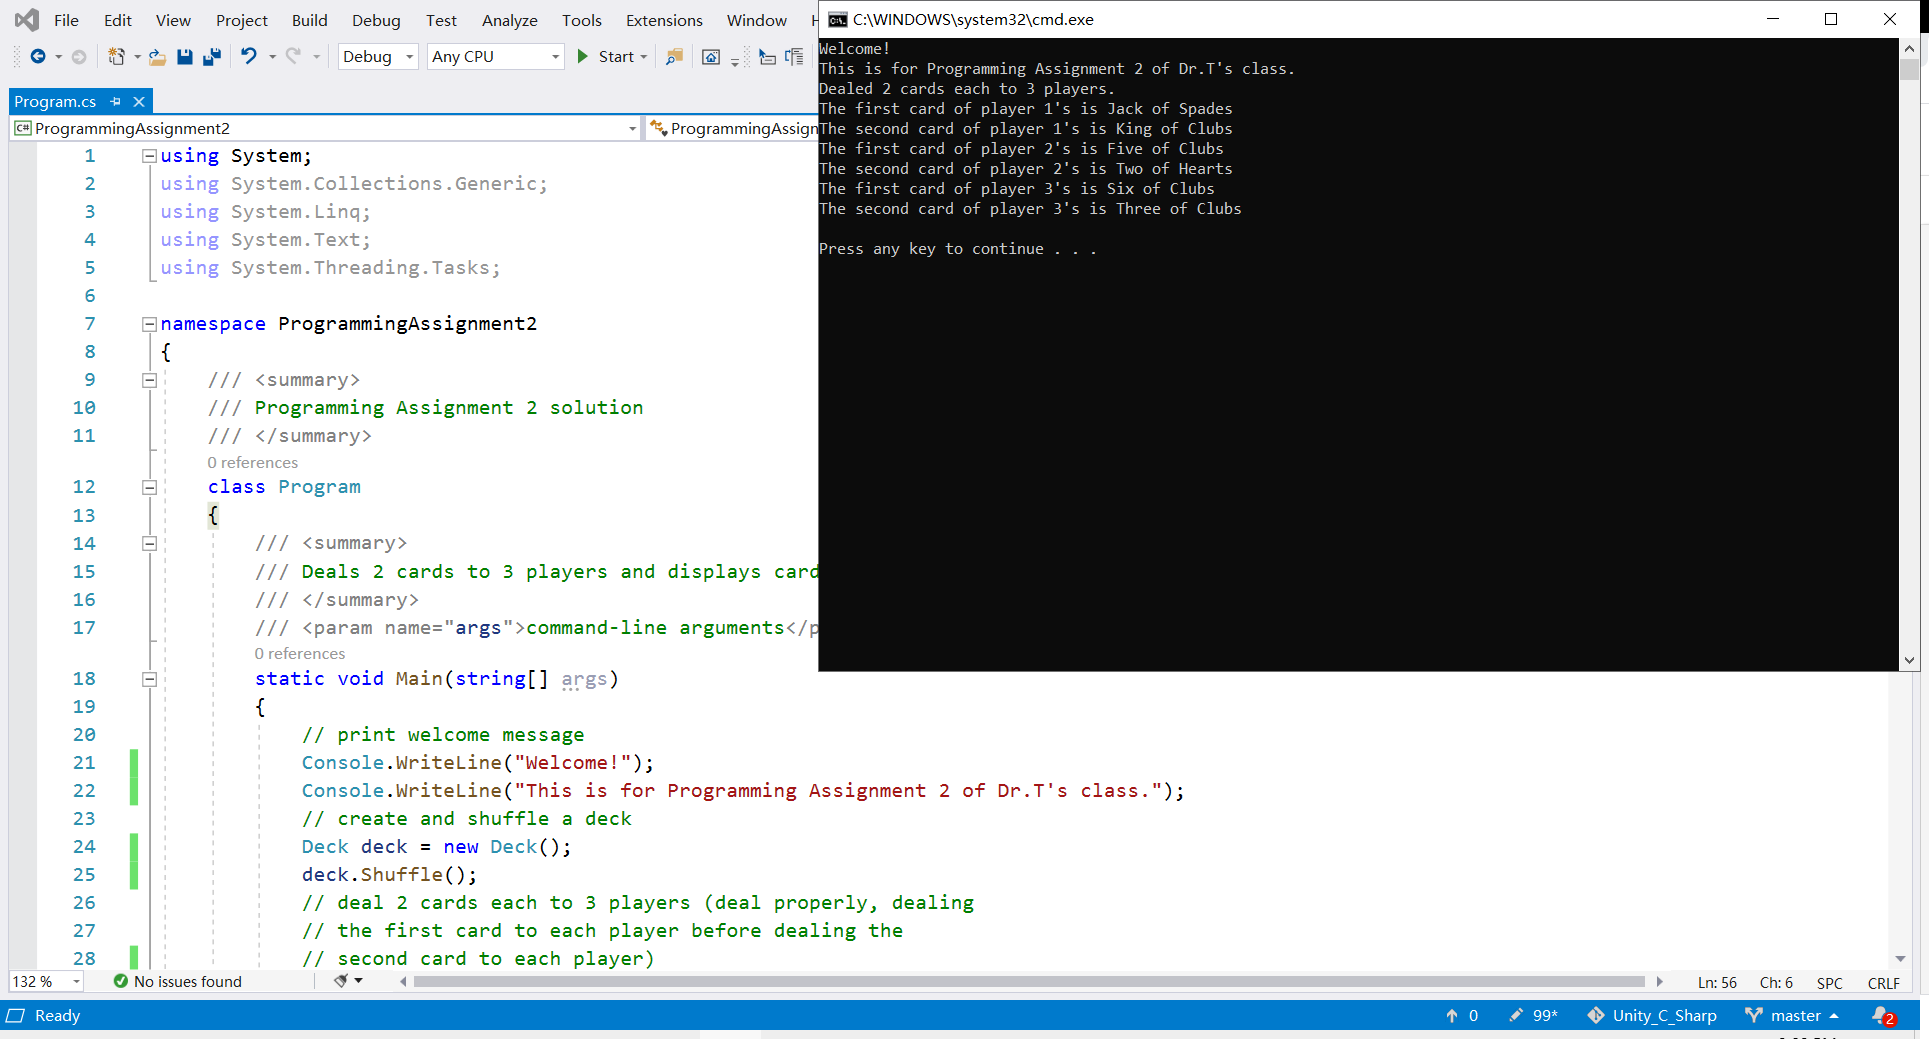 File Edit View Project Build Debug Test Analyze Tools Extensions Window
C:\WINDOWS\system32\cmd.exe
Debug Any CPU Start
Program.cs
C# ProgrammingAssignment2 ProgrammingAssign
Welcome!
This is for Programming Assignment 2 of Dr.T's class.
Dealed 2 cards each to 3 players.
The first card of player 1's is Jack of Spades
The second card of player 1's is King of Clubs
The first card of player 2's is Five of Clubs
The second card of player 2's is Two of Hearts
The first card of player 3's is Six of Clubs
The second card of player 3's is Three of Clubs
Press any key to continue . . .
1 using System;
2 using System.Collections.Generic;
3 using System.Linq;
4 using System.Text;
5 using System.Threading.Tasks;
6
7 namespace ProgrammingAssignment2
8 {
9 /// <summary>
10 /// Programming Assignment 2 solution
11 /// </summary>
0 references
12 class Program
13 {
14 /// <summary>
15 /// Deals 2 cards to 3 players and displays card
16 /// </summary>
17 /// <param name="args">command-line arguments</p
0 references
18 static void Main(string[] args)
19 {
20 // print welcome message
21 Console.WriteLine("Welcome!");
22 Console.WriteLine("This is for Programming Assignment 2 of Dr.T's class.");
23 // create and shuffle a deck
24 Deck deck = new Deck();
25 deck.Shuffle();
26 // deal 2 cards each to 3 players (deal properly, dealing
27 // the first card to each player before dealing the
28 // second card to each player)
132 % No issues found Ln: 56 Ch: 6 SPC CRLF
Ready 0 99* Unity_C_Sharp master 2